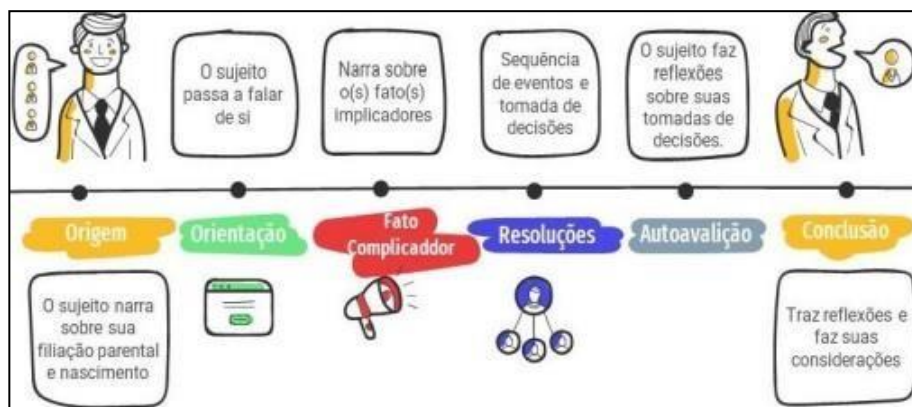 O sujeito
passa a falar
de si
Narra sobre
o(s) fato(s)
implicadores
Sequência
de eventos e
tomada de
decisões
O sujeito faz
reflexões
sobre suas
tomadas de
decisões.
Origem
Orientação
Fato
Complicaddor
Resoluções
Autoavalição
Conclusão
O sujeito narra
sobre sua
filiação parental
e nascimento
Traz reflexões e
faz suas
considerações